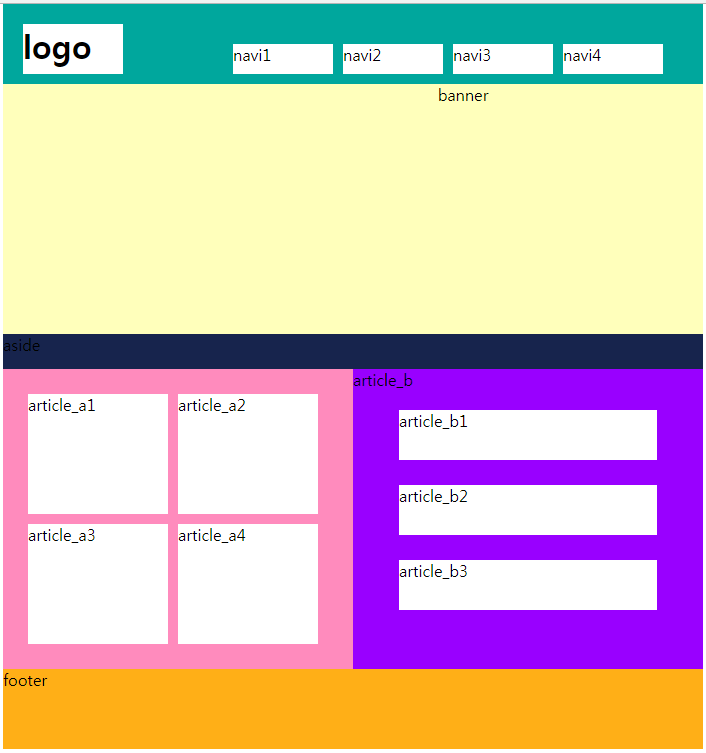 logo
navi1
navi2
navi3
navi4
banner
aside
article_a1
article_a2
article_a3
article_a4
article_b
article_b1
article_b2
article_b3
footer